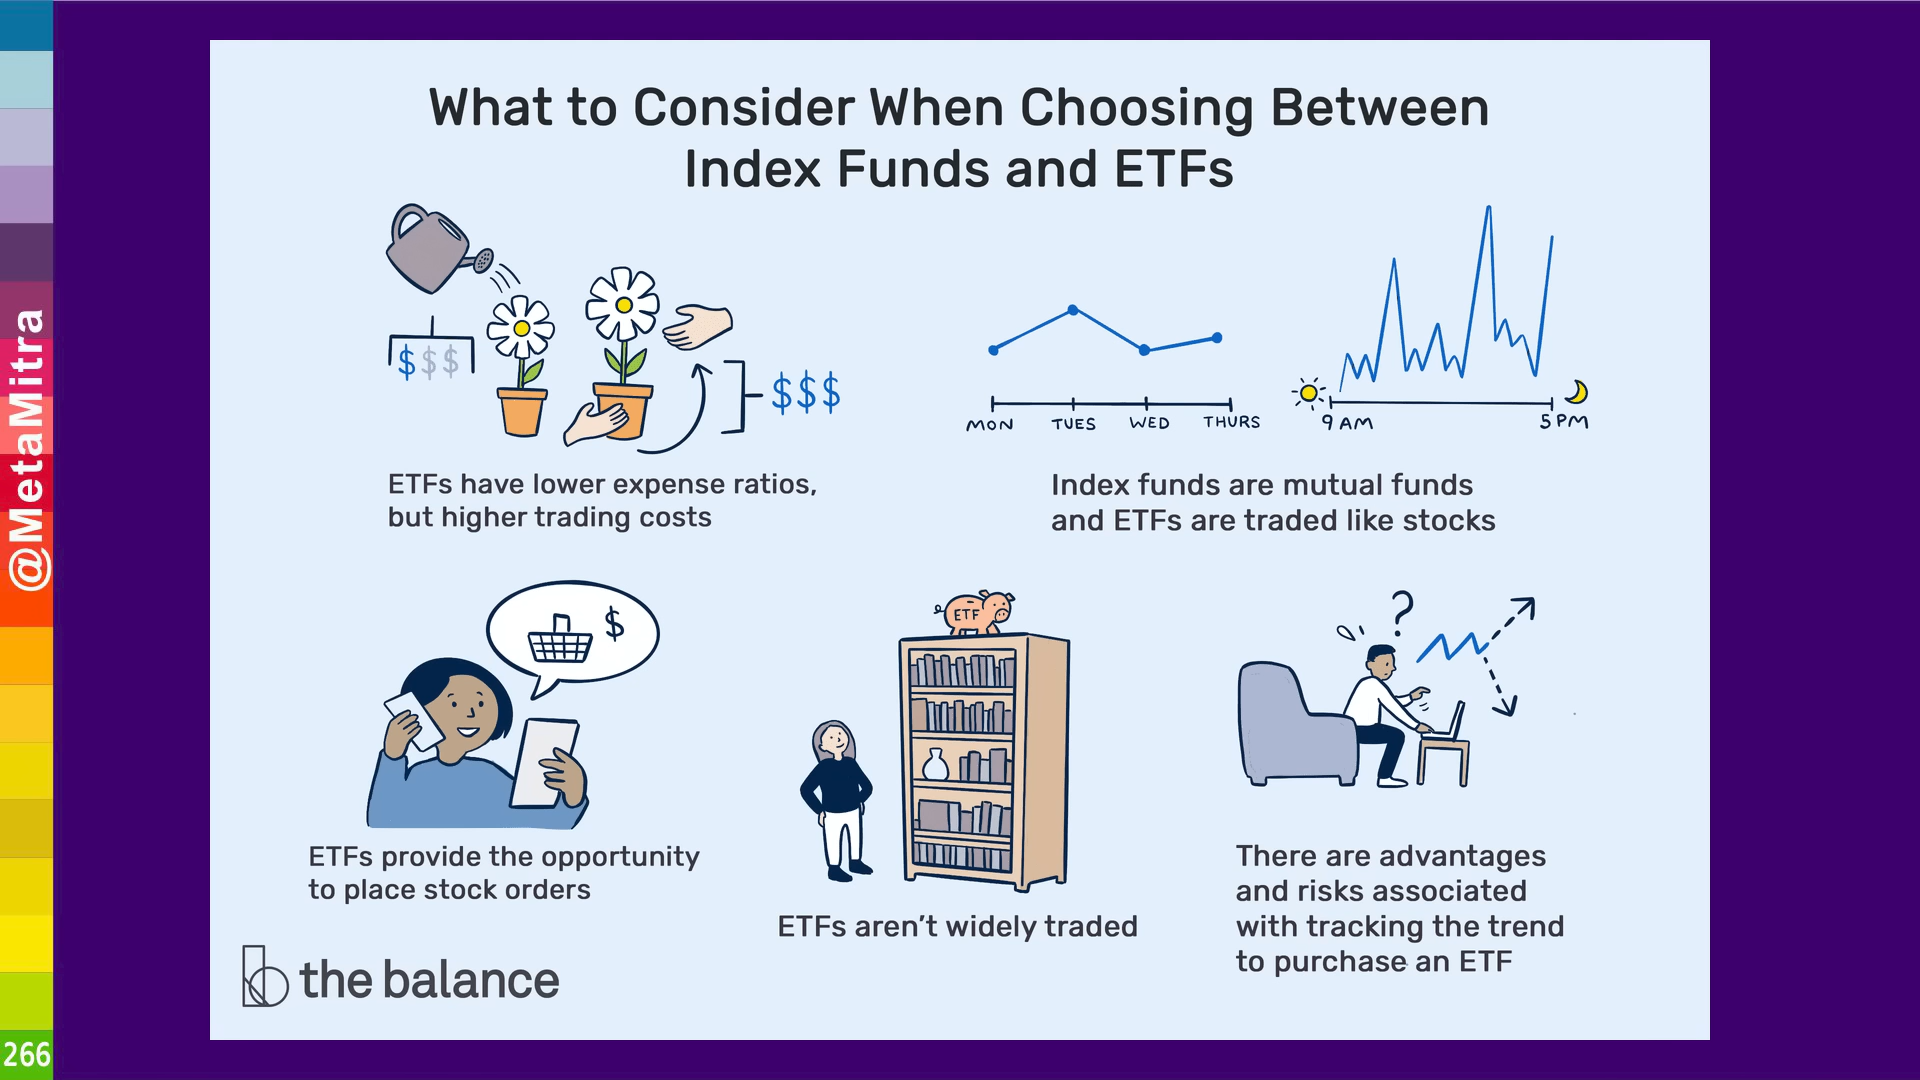 What to Consider When Choosing Between
Index Funds and ETFs
$$$
$$$
MON TUES WED THURS
9 AM 5 PM
ETFs have lower expense ratios,
but higher trading costs
Index funds are mutual funds
and ETFs are traded like stocks
$
ETFs provide the opportunity
to place stock orders
ETF
ETFs aren't widely traded
?
There are advantages
and risks associated
with tracking the trend
to purchase an ETF
b the balance
@MetaMitra
266